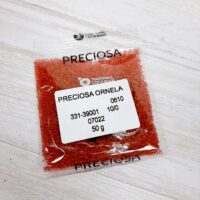 PRECIOSA
PRECIOSA ORNELA
0610
331-39001 10/0
07022
50 g
PRECIOSA